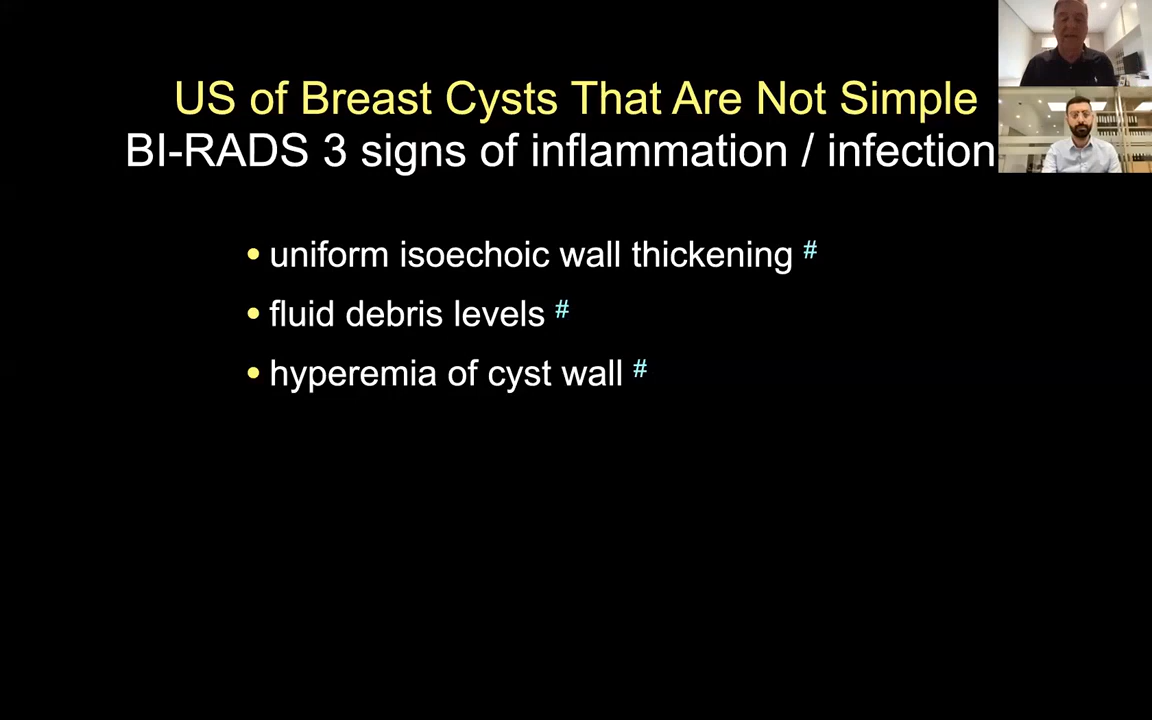 US of Breast Cysts That Are Not Simple
BI-RADS 3 signs of inflammation / infection
• uniform isoechoic wall thickening #
• fluid debris levels #
• hyperemia of cyst wall #